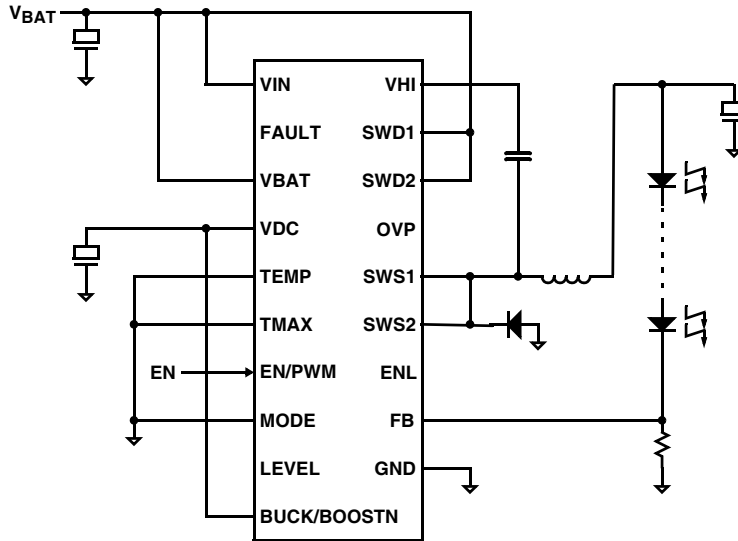 VBAT
VIN VHI
FAULT SWD1
VBAT SWD2
VDC OVP
TEMP SWS1
TMAX SWS2
EN EN/PWM ENL
MODE FB
LEVEL GND
BUCK/BOOSTN